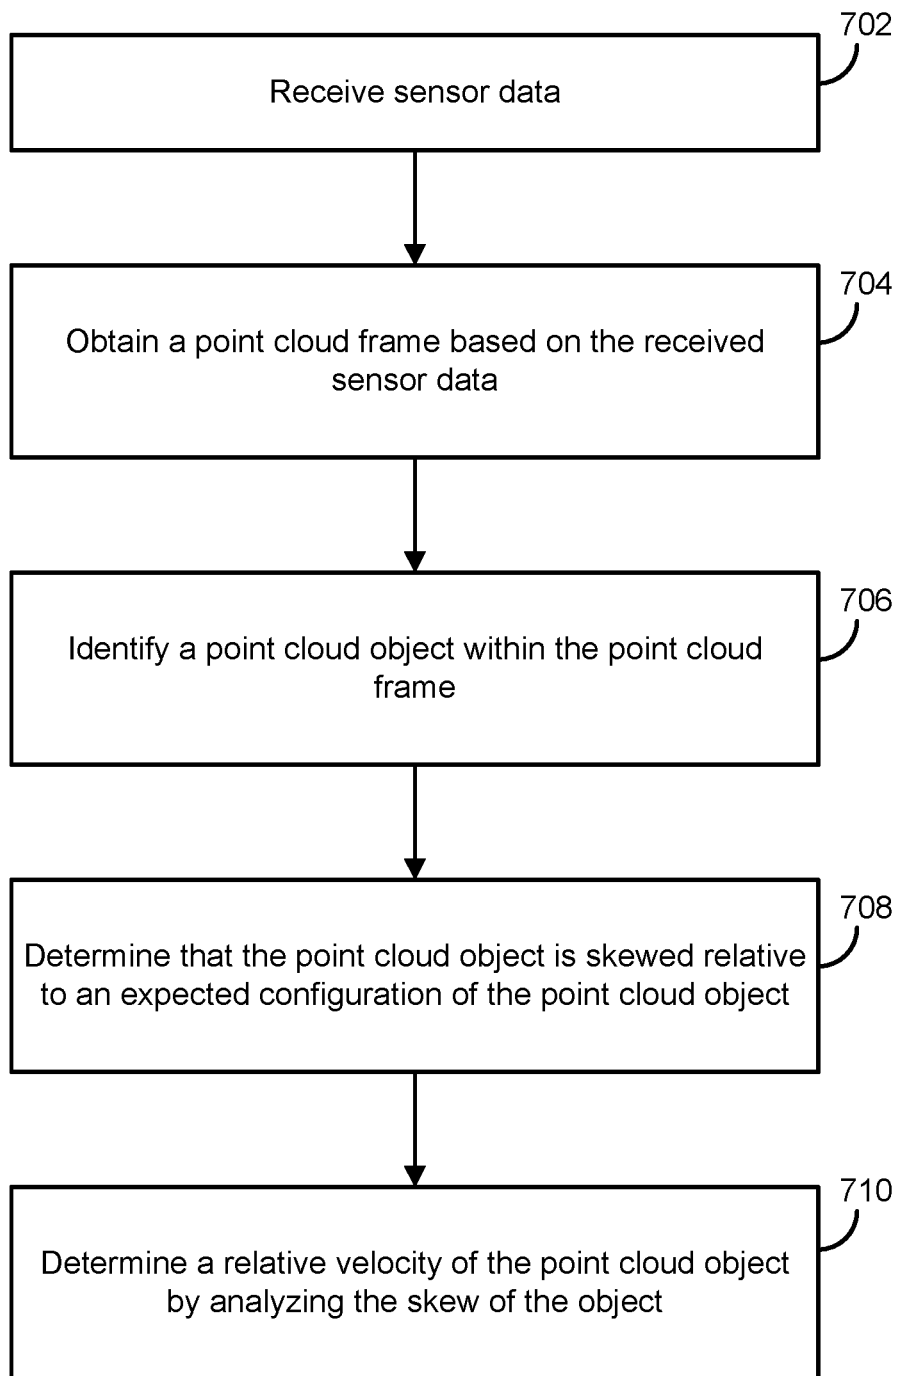 702
Receive sensor data
704
Obtain a point cloud frame based on the received
sensor data
706
Identify a point cloud object within the point cloud
frame
708
Determine that the point cloud object is skewed relative
to an expected configuration of the point cloud object
710
Determine a relative velocity of the point cloud object
by analyzing the skew of the object